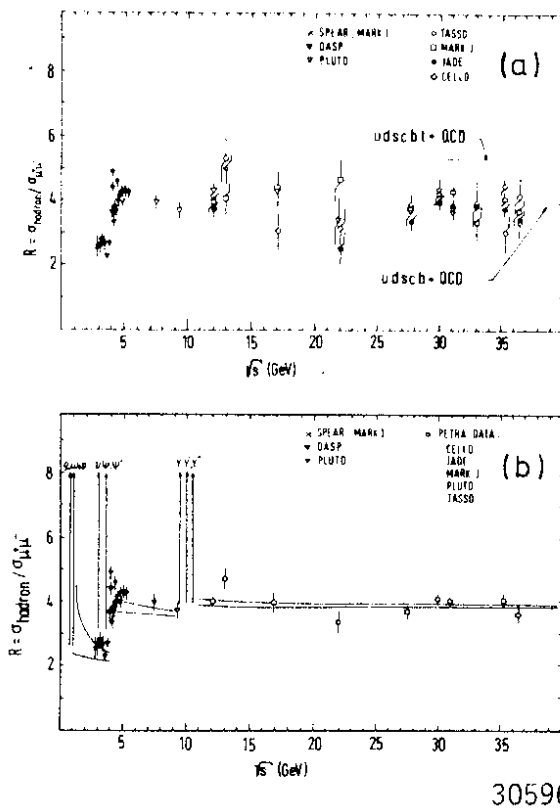 SPEAR MARK I
DASP
PLUTO
TASSO
MARK J
JADE
CELLO
(a)
udscbt + QCD
udscb + QCD
R = σhadron / σμμ
8
6
4
2
5
10
15
20
25
30
35
√s (GeV)
SPEAR MARK I
DASP
PLUTO
PETRA DATA
CELLO
JADE
MARK J
PLUTO
TASSO
(b)
R = σhadron / σμμ
8
6
4
2
5
10
15
20
25
30
35
√s (GeV)